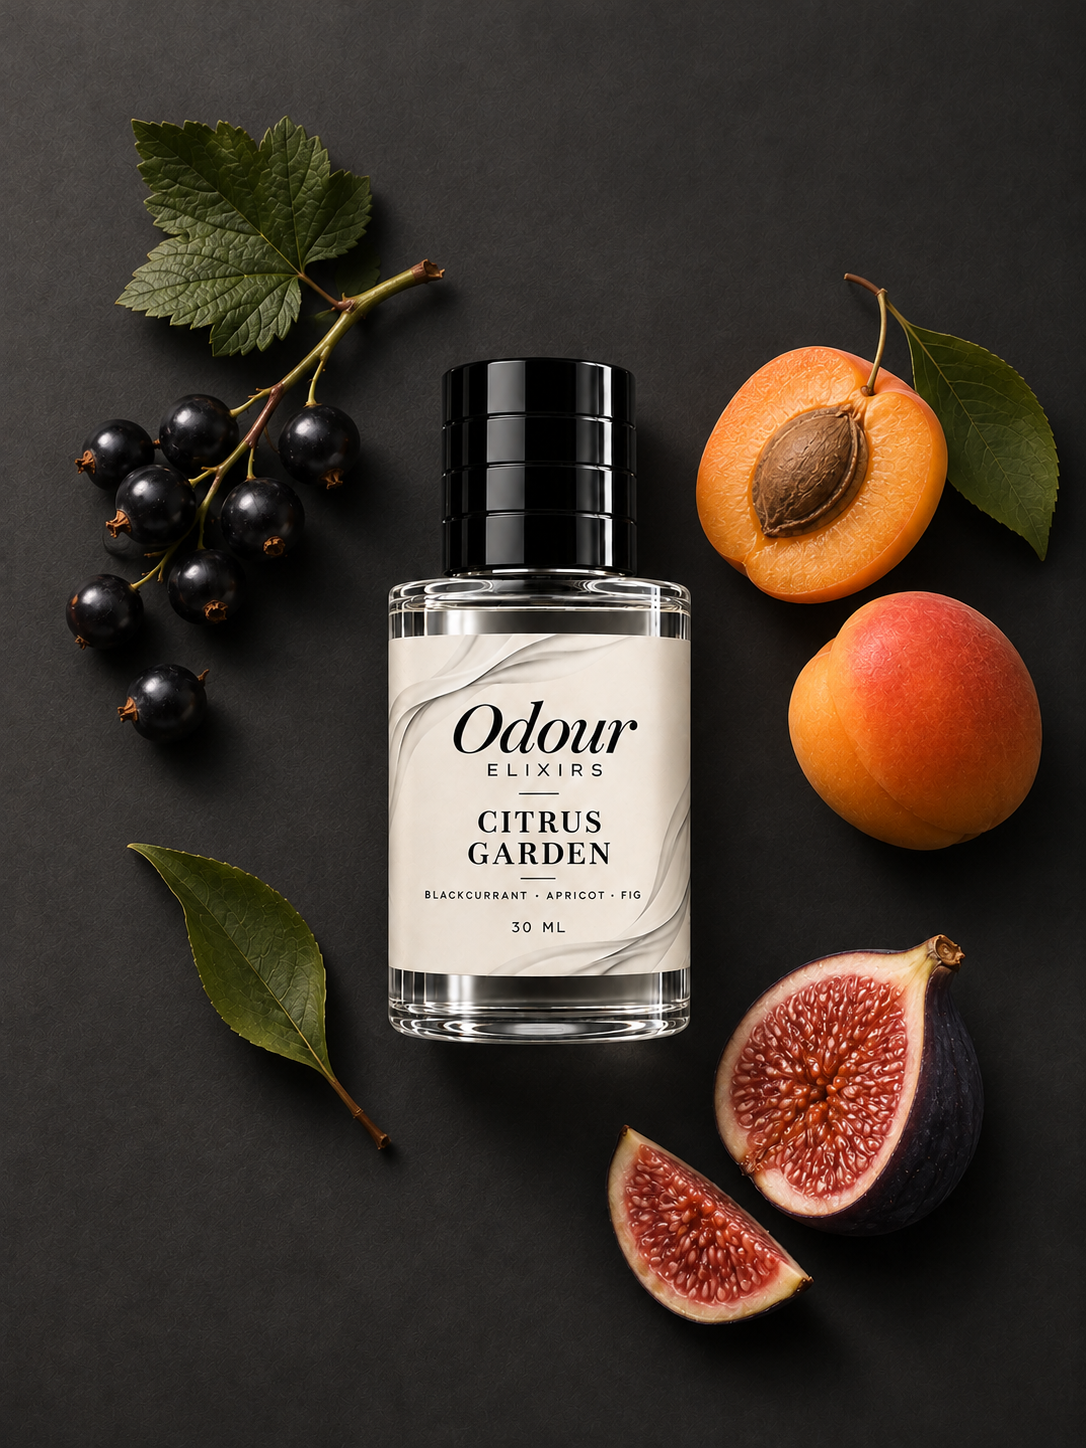 Odour
ELIXIRS
CITRUS
GARDEN
BLACKCURRANT · APRICOT · FIG
30 ML